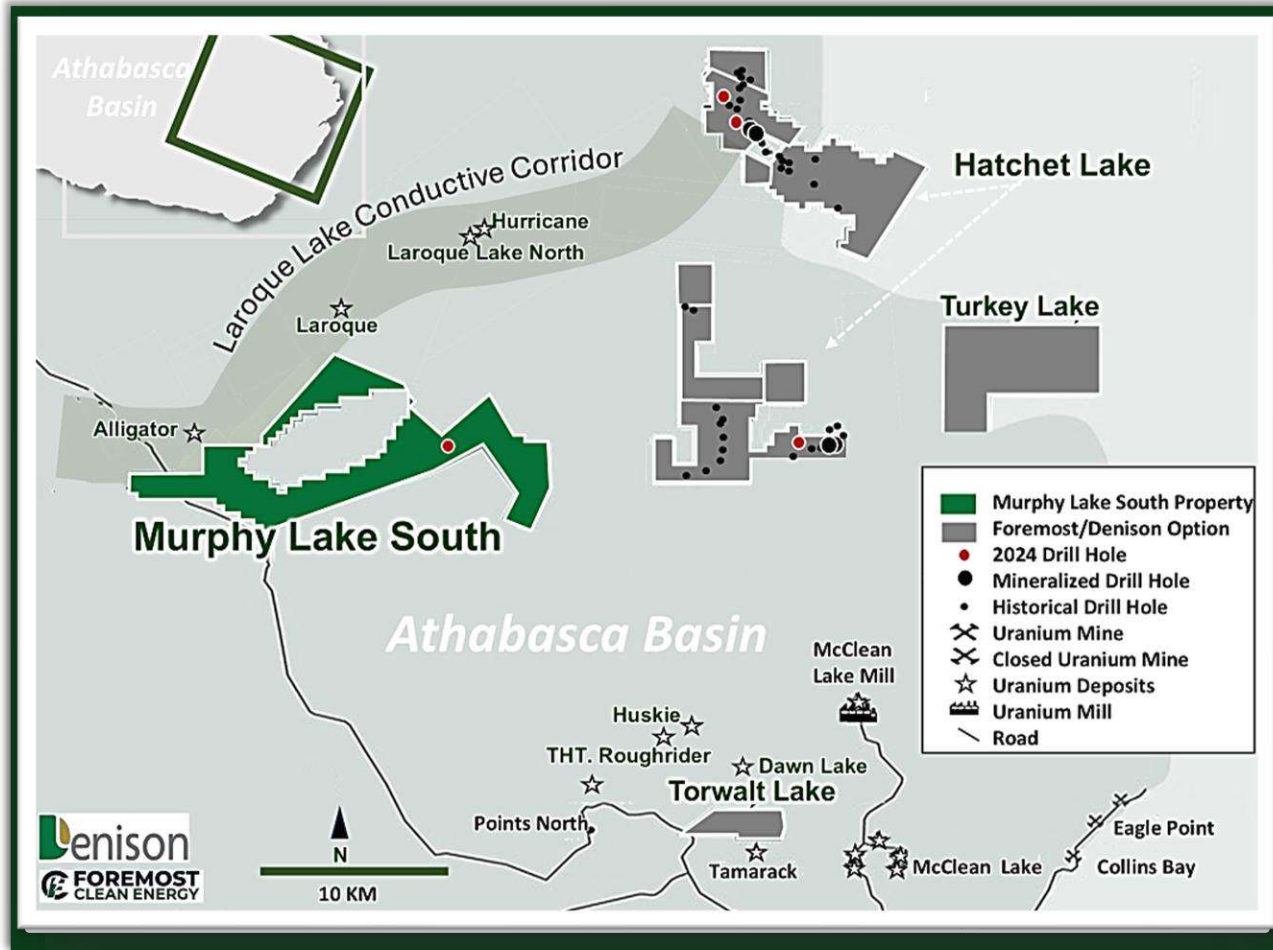 Athabasca
Basin
Laroque Lake Conductive Corridor
Hatchet Lake
Hurricane
Laroque Lake North
Turkey Lake
Laroque
Alligator
Murphy Lake South
Murphy Lake South Property
Foremost/Denison Option
2024 Drill Hole
Mineralized Drill Hole
Historical Drill Hole
Uranium Mine
Closed Uranium Mine
Uranium Deposits
Uranium Mill
Road
Athabasca Basin
McClean
Lake Mill
Huskie
THT. Roughrider
Dawn Lake
Torwalt Lake
Points North
Tamarack
McClean Lake
Eagle Point
Collins Bay
Denison
FOREMOST
CLEAN ENERGY
N
10 KM